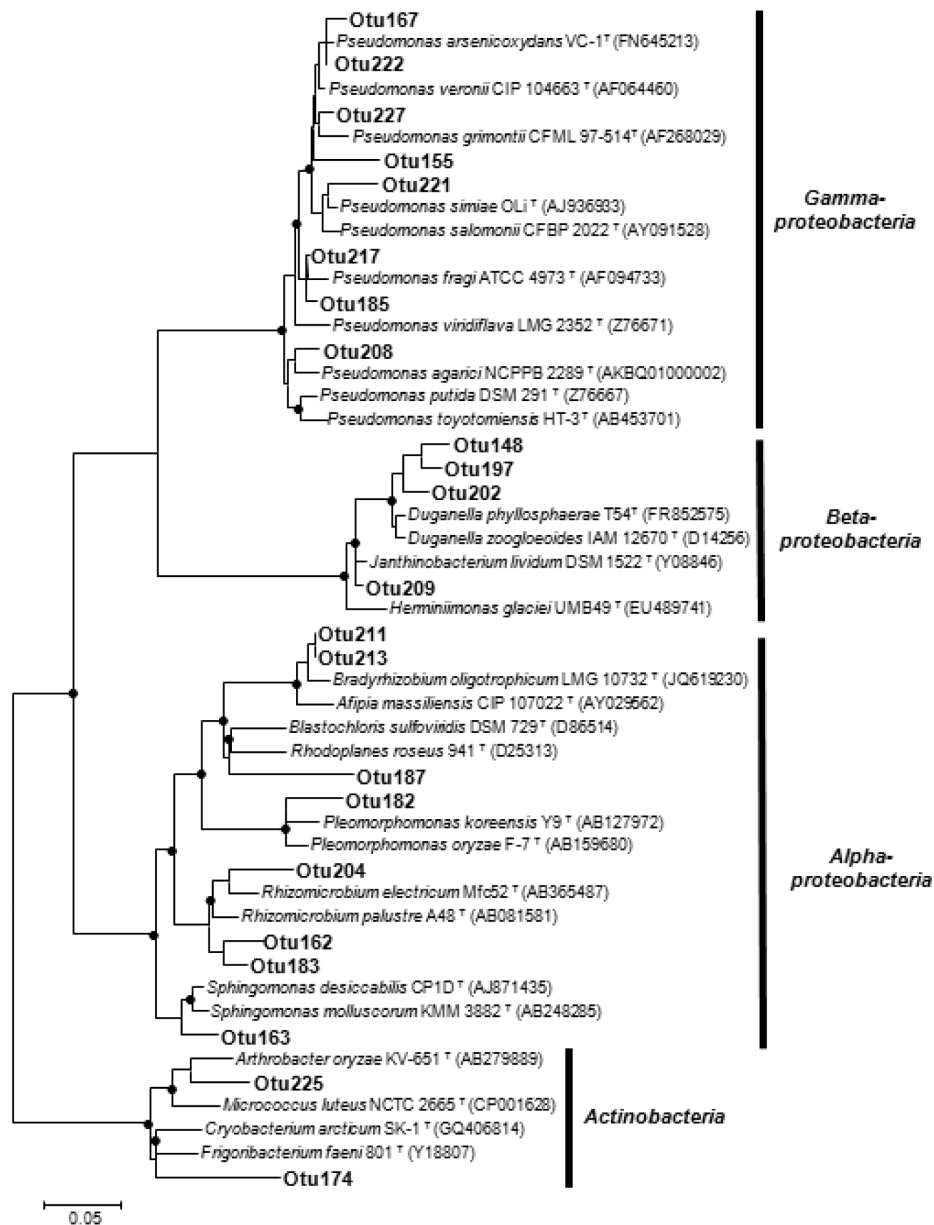 Otu167
Pseudomonas arsenicoxydans VC-1ᵀ (FN645213)
Otu222
Pseudomonas veronii CIP 104663 ᵀ (AF064460)
Otu227
Pseudomonas grimontii CFML 97-514ᵀ (AF268029)
Otu155
Otu221
Pseudomonas simiae OLi ᵀ (AJ936933)
Pseudomonas salomonii CFBP 2022 ᵀ (AY091528)
Otu217
Pseudomonas fragi ATCC 4973 ᵀ (AF094733)
Otu185
Pseudomonas viridiflava LMG 2352 ᵀ (Z76671)
Otu208
Pseudomonas agarici NCPPB 2289 ᵀ (AKBQ01000002)
Pseudomonas putida DSM 291 ᵀ (Z76667)
Pseudomonas toyotomiensis HT-3ᵀ (AB453701)
Gamma-
proteobacteria
Otu148
Otu197
Otu202
Duganella phyllosphaerae T54ᵀ (FR852575)
Duganella zoogloeoides IAM 12670 ᵀ (D14256)
Janthinobacterium lividum DSM 1522 ᵀ (Y08846)
Otu209
Herminiimonas glaciei UMB49 ᵀ (EU489741)
Beta-
proteobacteria
Otu211
Otu213
Bradyrhizobium oligotrophicum LMG 10732 ᵀ (JQ619230)
Afipia massiliensis CIP 107022 ᵀ (AY029562)
Blastochloris sulfoviridis DSM 729 ᵀ (D86514)
Rhodoplanes roseus 941 ᵀ (D25313)
Otu187
Otu182
Pleomorphomonas koreensis Y9 ᵀ (AB127972)
Pleomorphomonas oryzae F-7 ᵀ (AB159680)
Otu204
Rhizomicrobium electricum Mfc52 ᵀ (AB365487)
Rhizomicrobium palustre A48 ᵀ (AB081581)
Otu162
Otu183
Sphingomonas desiccabilis CP1D ᵀ (AJ871435)
Sphingomonas molluscorum KMM 3882 ᵀ (AB248285)
Otu163
Alpha-
proteobacteria
Arthrobacter oryzae KV-651 ᵀ (AB279889)
Otu225
Micrococcus luteus NCTC 2665 ᵀ (CP001628)
Cryobacterium arcticum SK-1 ᵀ (GQ406814)
Frigoribacterium faeni 801 ᵀ (Y18807)
Otu174
Actinobacteria
0.05